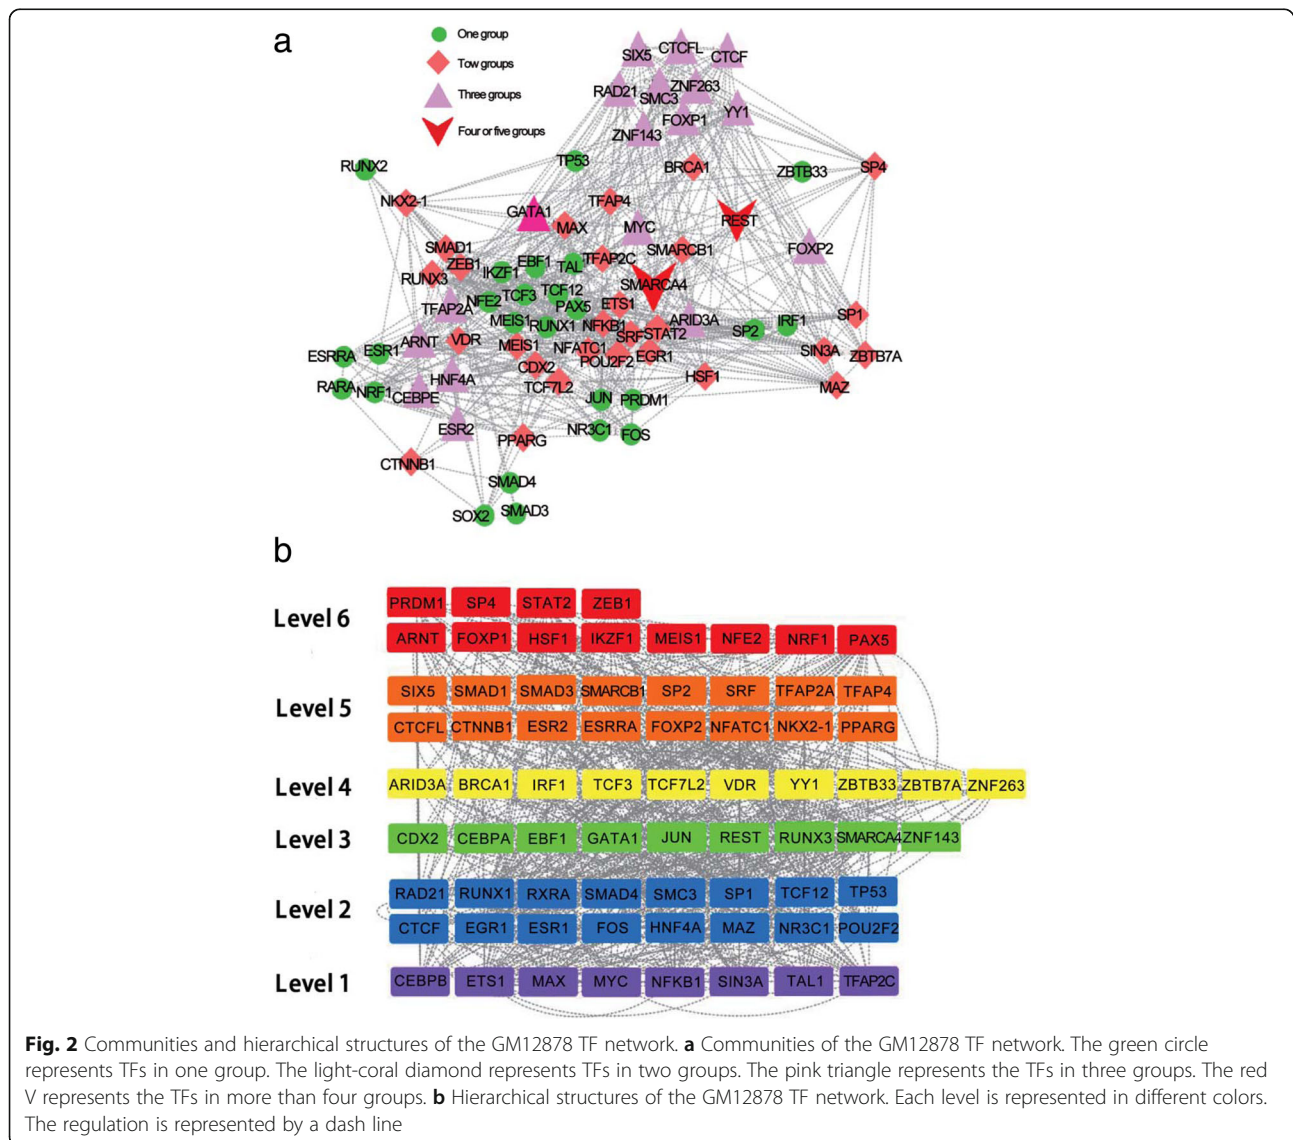 a
One group
Tow groups
Three groups
Four or five groups
SIX5
CTCFL
CTCF
RAD21
SMC3
ZNF263
YY1
ZNF143
FOXP1
RUNX2
TP53
BRCA1
ZBTB33
SP4
NKX2-1
GATA1
TFAP4
MAX
MYC
REST
SMAD1
ZEB1
SMARCB1
FOXP2
RUNX3
IKZF1
EBF1
TAL
TFAP2C
SMARCA4
TFAP2A
NFE2
TCF3
TCF12
PAX5
ETS1
MEIS1
RUNX1
NFKB1
SRF
STAT2
ARID3A
SP2
IRF1
SP1
ESRRA
ESR1
ARNT
VDR
MEIS1
NFATC1
POU2F2
EGR1
SIN3A
ZBTB7A
CDX2
TCF7L2
HSF1
MAZ
RARA
NRF1
CEBPE
HNF4A
JUN
PRDM1
ESR2
PPARG
NR3C1
FOS
CTNNB1
SMAD4
SOX2
SMAD3
b
Level 6
PRDM1 SP4 STAT2 ZEB1
ARNT FOXP1 HSF1 IKZF1 MEIS1 NFE2 NRF1 PAX5
Level 5
SIX5 SMAD1 SMAD3 SMARCB1 SP2 SRF TFAP2A TFAP4
CTCFL CTNNB1 ESR2 ESRRA FOXP2 NFATC1 NKX2-1 PPARG
Level 4
ARID3A BRCA1 IRF1 TCF3 TCF7L2 VDR YY1 ZBTB33 ZBTB7A ZNF263
Level 3
CDX2 CEBPA EBF1 GATA1 JUN REST RUNX3 SMARCA4 ZNF143
Level 2
RAD21 RUNX1 RXRA SMAD4 SMC3 SP1 TCF12 TP53
CTCF EGR1 ESR1 FOS HNF4A MAZ NR3C1 POU2F2
Level 1
CEBPB ETS1 MAX MYC NFKB1 SIN3A TAL1 TFAP2C
Fig. 2 Communities and hierarchical structures of the GM12878 TF network. a Communities of the GM12878 TF network. The green circle
represents TFs in one group. The light-coral diamond represents TFs in two groups. The pink triangle represents the TFs in three groups. The red
V represents the TFs in more than four groups. b Hierarchical structures of the GM12878 TF network. Each level is represented in different colors.
The regulation is represented by a dash line